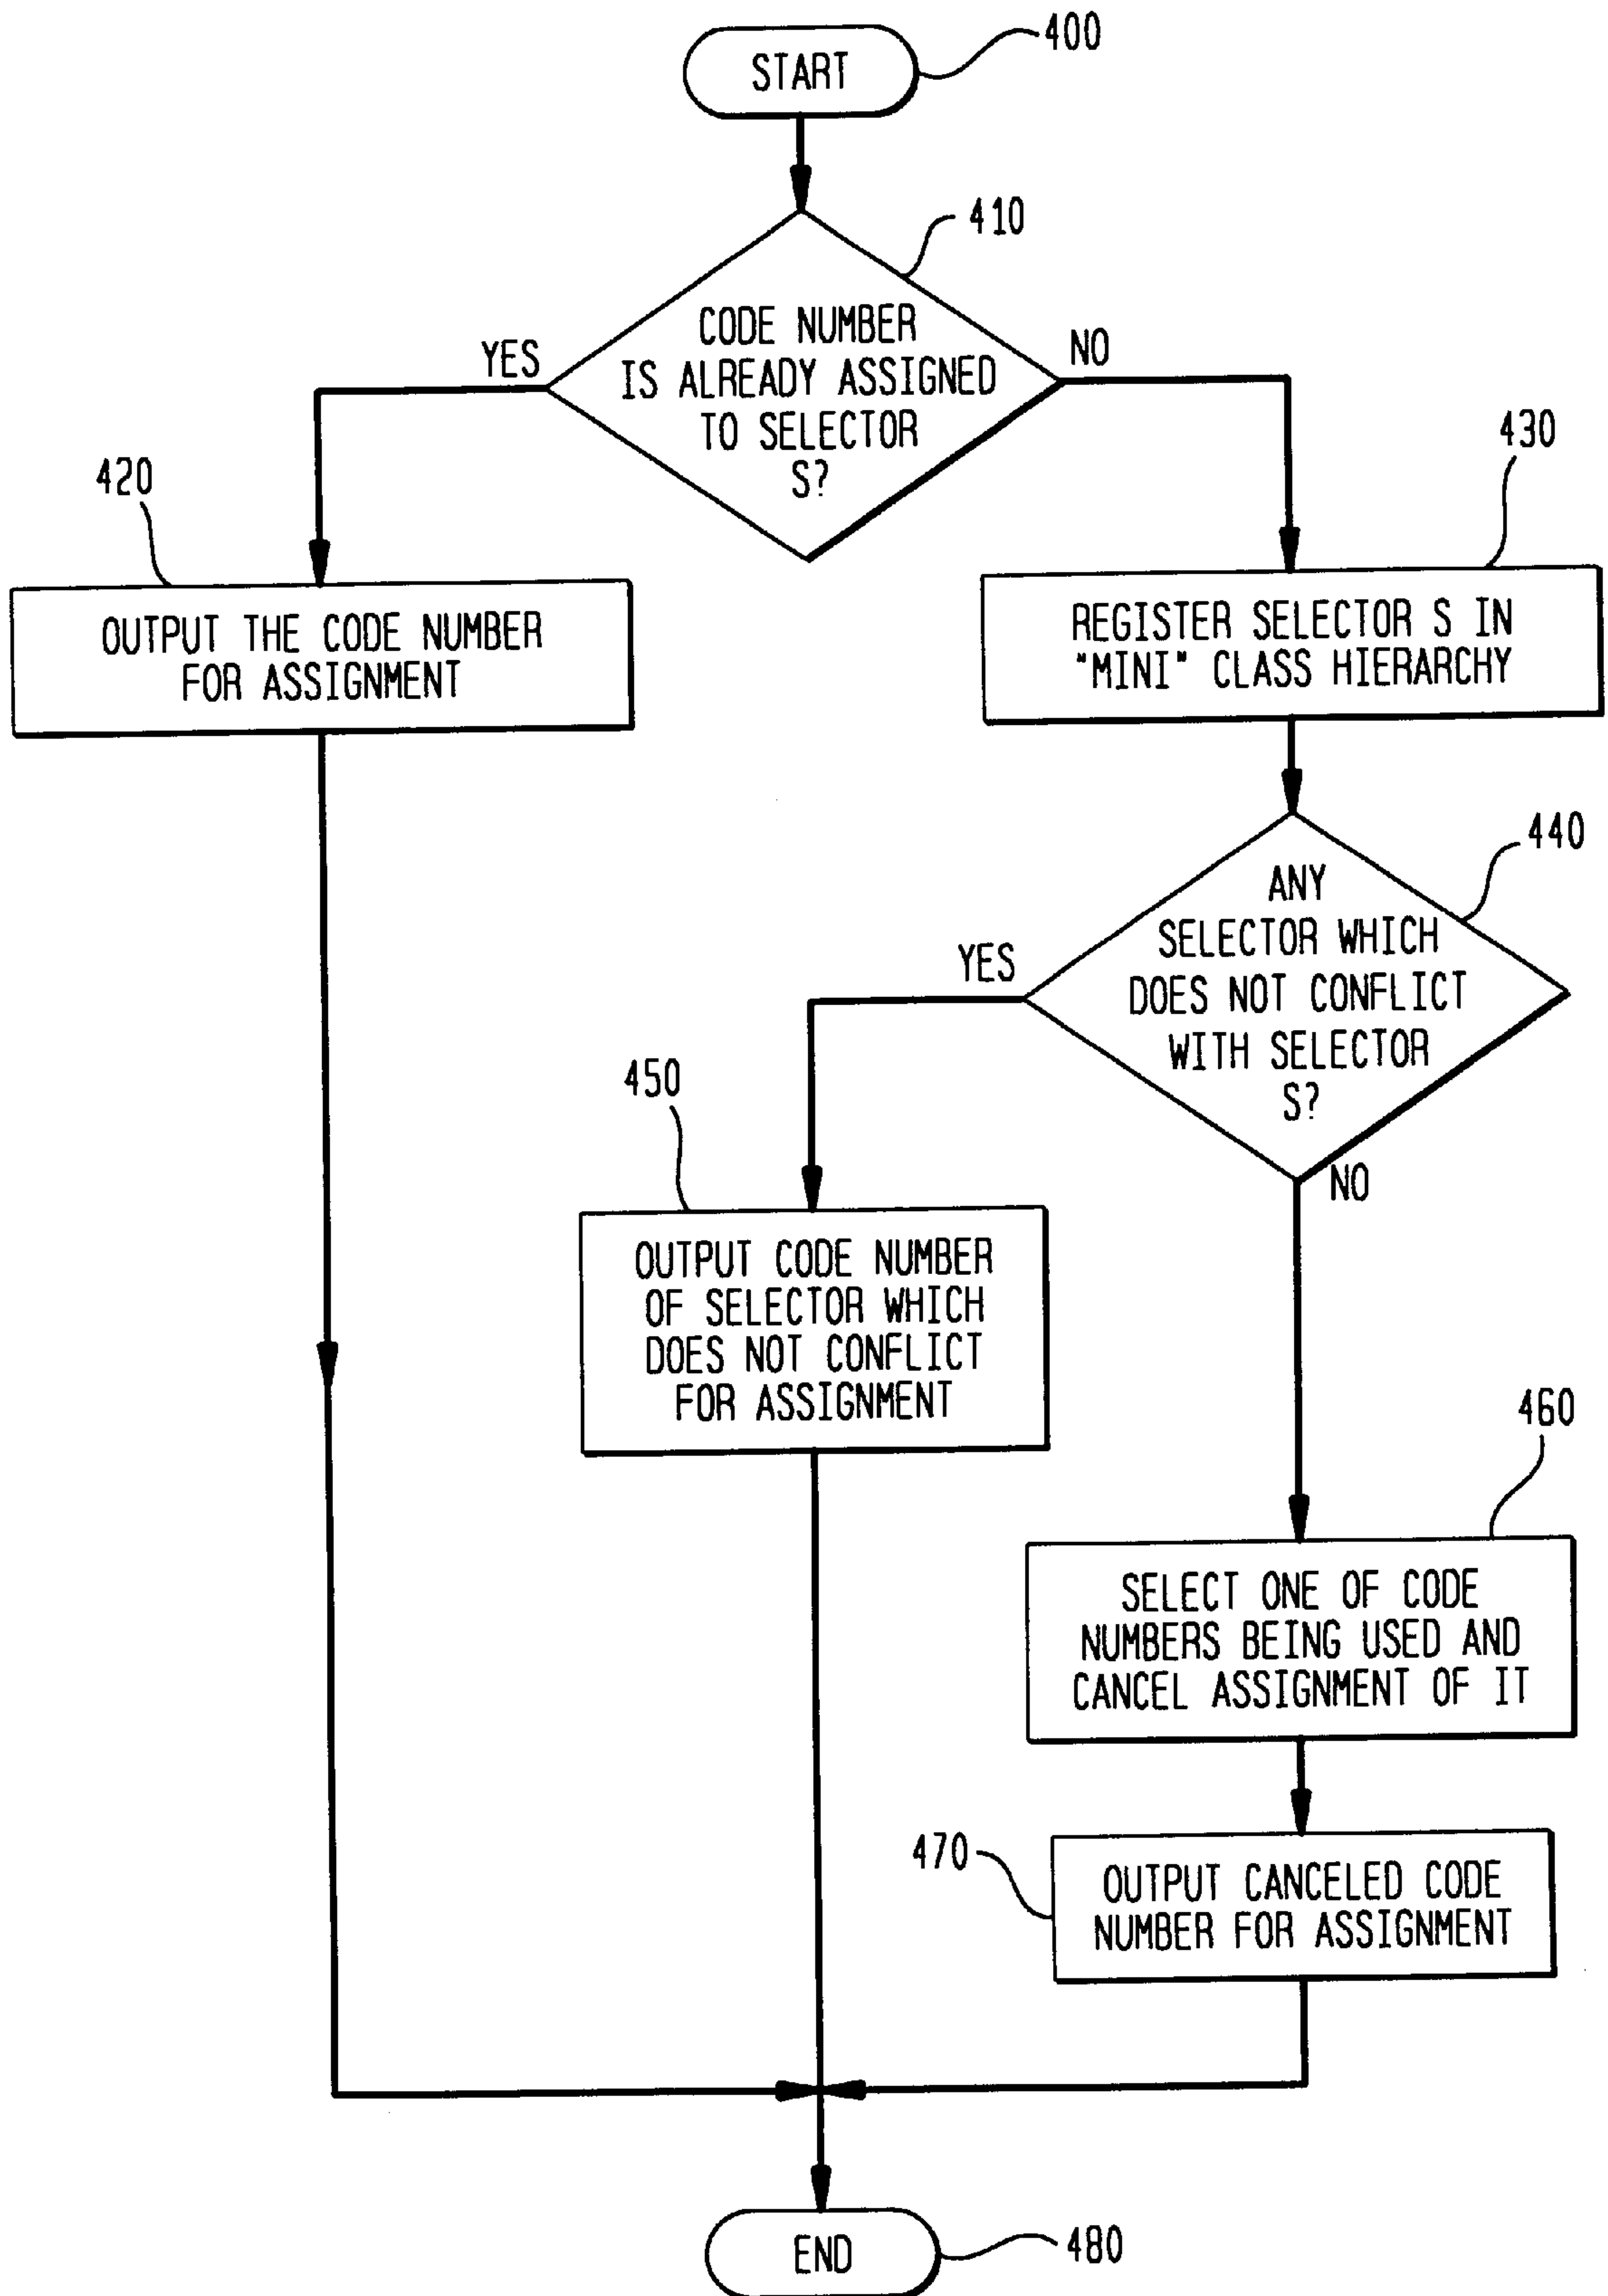 START
400
410
CODE NUMBER
IS ALREADY ASSIGNED
TO SELECTOR
S?
YES
NO
420
430
OUTPUT THE CODE NUMBER
FOR ASSIGNMENT
REGISTER SELECTOR S IN
"MINI" CLASS HIERARCHY
440
ANY
SELECTOR WHICH
DOES NOT CONFLICT
WITH SELECTOR
S?
YES
NO
450
OUTPUT CODE NUMBER
OF SELECTOR WHICH
DOES NOT CONFLICT
FOR ASSIGNMENT
460
SELECT ONE OF CODE
NUMBERS BEING USED AND
CANCEL ASSIGNMENT OF IT
470
OUTPUT CANCELED CODE
NUMBER FOR ASSIGNMENT
END
480